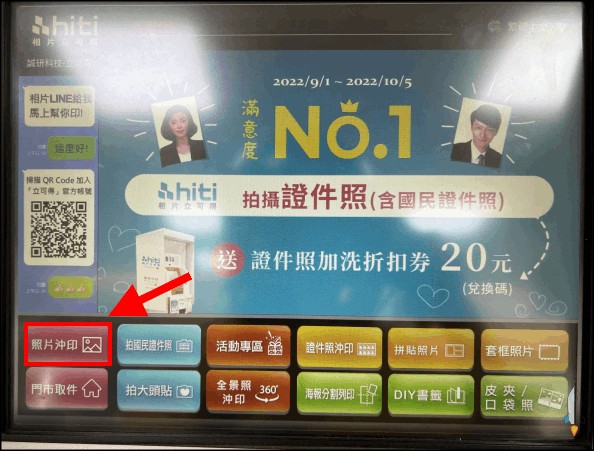 hiti
相片立可得
相片LINE給我
馬上幫你印!
這麼好!
掃描 QR Code 加入
「立可得」官方帳號
2022/9/1 ~ 2022/10/5
滿意度
NO.1
hiti
相片立可得
拍攝證件照(含國民證件照)
送 證件照加洗折扣券 20元
(兌換碼)
照片沖印
拍國民證件照
活動專區
證件照沖印
拼貼照片
套框照片
門市取件
拍大頭貼
全景照
沖印
360°
海報分割列印
DIY書籤
皮夾/
口袋照